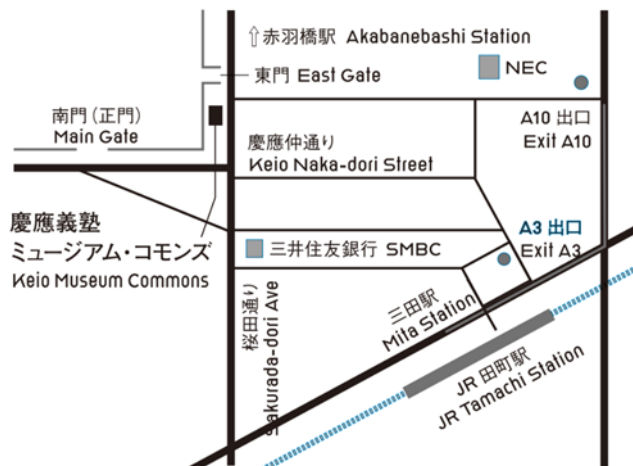 ⇧赤羽橋駅 Akabanebashi Station
NEC
東門 East Gate
南門(正門)
Main Gate
A10 出口
Exit A10
慶應仲通り
Keio Naka-dori Street
慶應義塾
ミュージアム・コモンズ
Keio Museum Commons
A3 出口
Exit A3
三井住友銀行 SMBC
三田駅
Mita Station
桜田通り
Sakurada-dori Ave
JR 田町駅
JR Tamachi Station